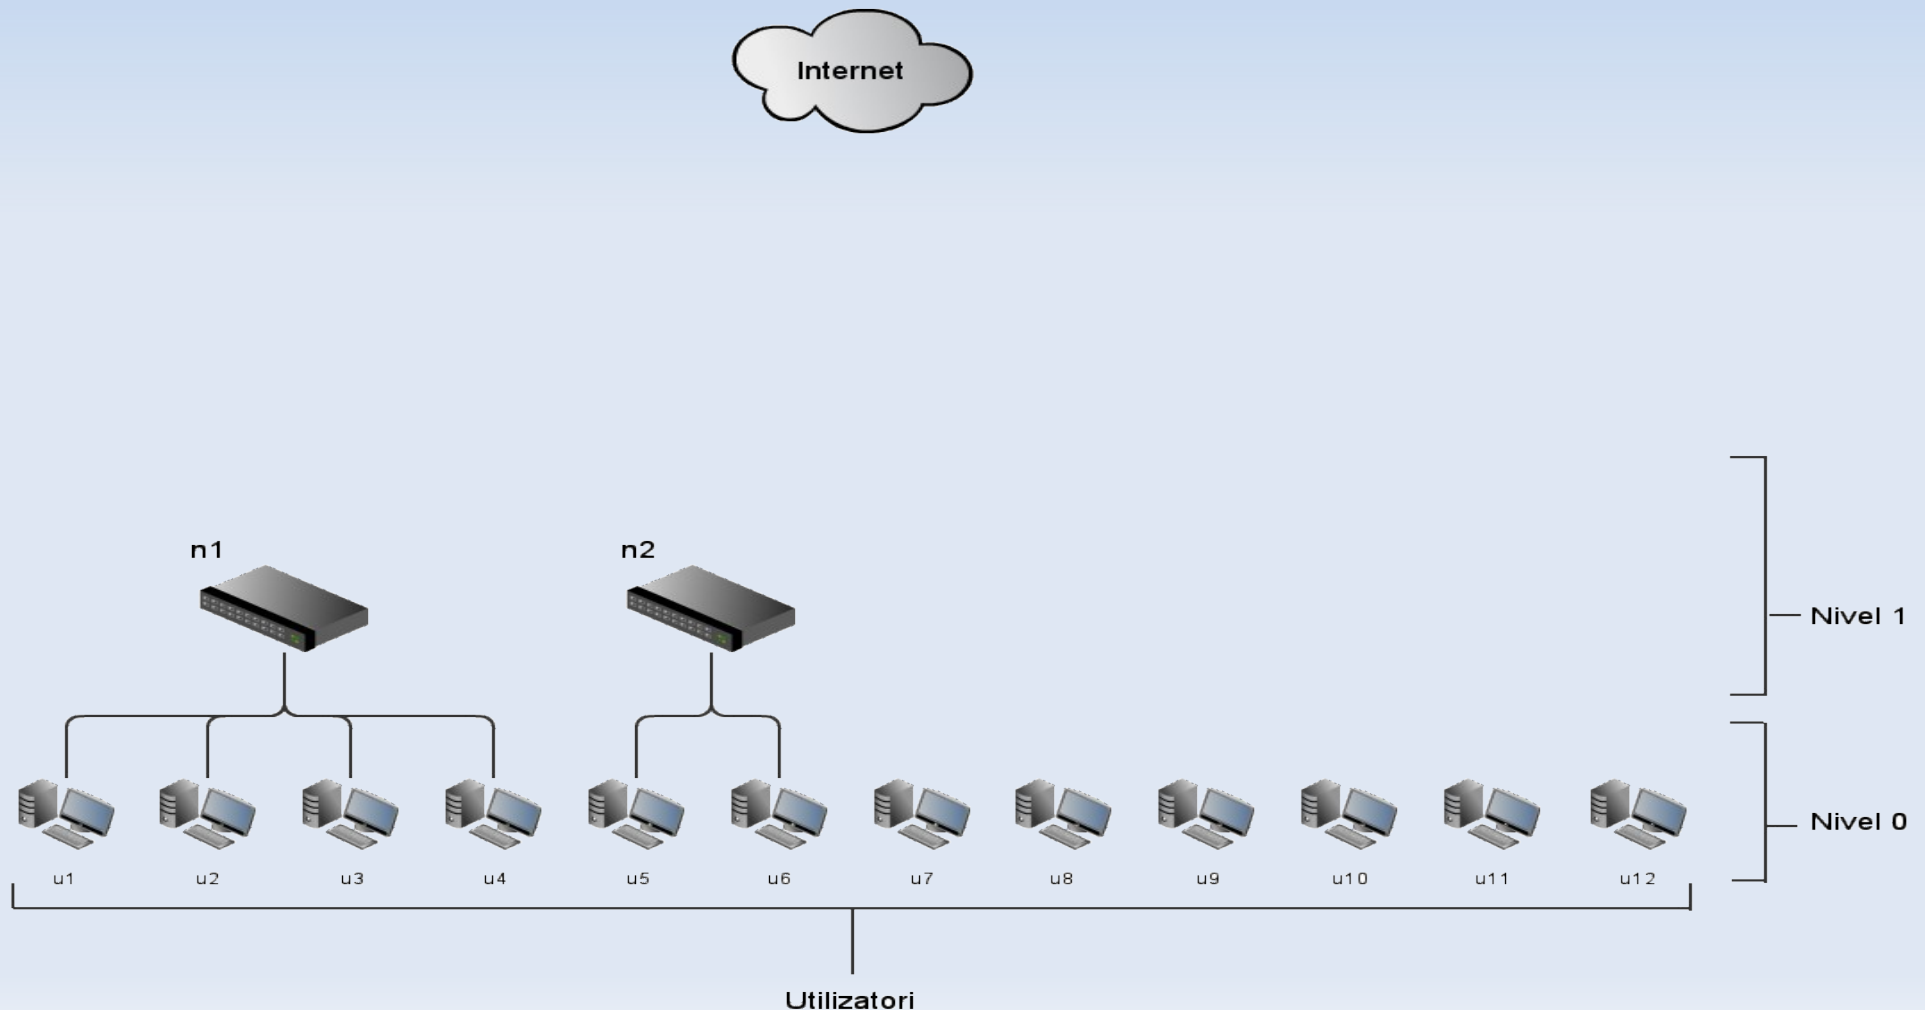 Internet
n1
n2
Nivel 1
Nivel 0
u1
u2
u3
u4
u5
u6
u7
u8
u9
u10
u11
u12
Utilizatori